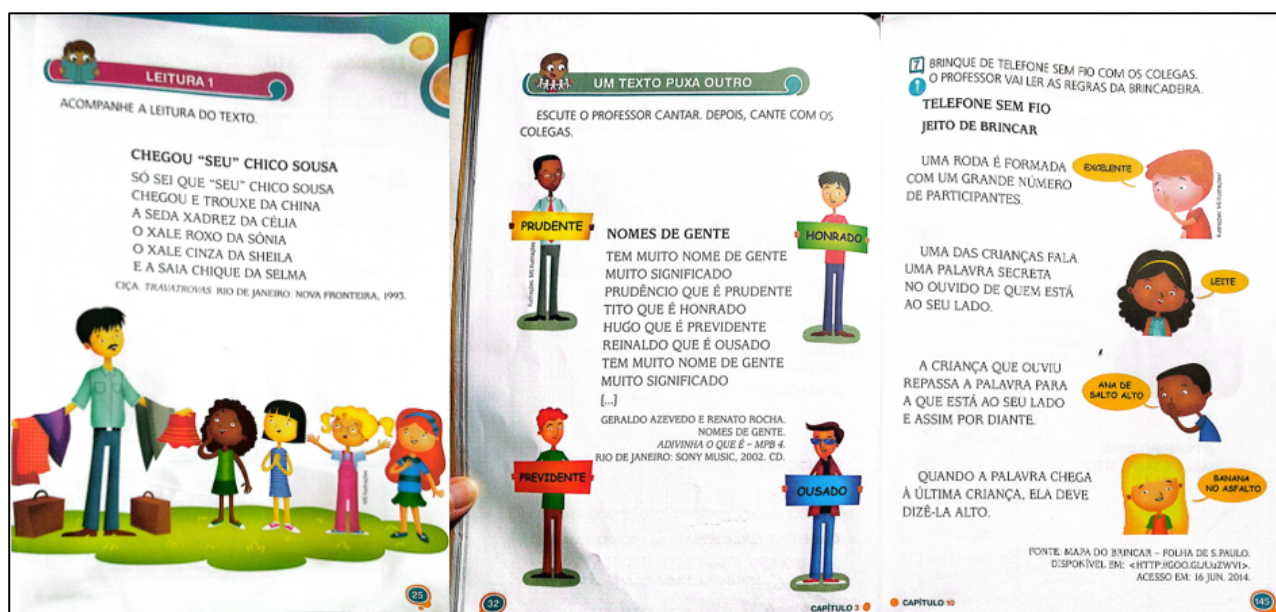 LEITURA 1
ACOMPANHE A LEITURA DO TEXTO.
CHEGOU "SEU" CHICO SOUSA
SÓ SEI QUE "SEU" CHICO SOUSA
CHEGOU E TROUXE DA CHINA
A SEDA XADREZ DA CÉLIA
O XALE ROXO DA SÔNIA
O XALE CINZA DA SHEILA
E A SAIA CHIQUE DA SELMA
CIÇA. TRAVATROVAS. RIO DE JANEIRO: NOVA FRONTEIRA, 1993.
25
UM TEXTO PUXA OUTRO
ESCUTE O PROFESSOR CANTAR. DEPOIS, CANTE COM OS
COLEGAS.
PRUDENTE
HONRADO
NOMES DE GENTE
TEM MUITO NOME DE GENTE
MUITO SIGNIFICADO
PRUDÊNCIO QUE É PRUDENTE
TITO QUE É HONRADO
HUGO QUE É PREVIDENTE
REINALDO QUE É OUSADO
TEM MUITO NOME DE GENTE
MUITO SIGNIFICADO
[...]
GERALDO AZEVEDO E RENATO ROCHA.
NOMES DE GENTE.
ADIVINHA O QUE É – MPB 4.
RIO DE JANEIRO: SONY MUSIC, 2002. CD.
PREVIDENTE
OUSADO
32
CAPÍTULO 3
7 BRINQUE DE TELEFONE SEM FIO COM OS COLEGAS.
O PROFESSOR VAI LER AS REGRAS DA BRINCADEIRA.
TELEFONE SEM FIO
JEITO DE BRINCAR
UMA RODA É FORMADA
COM UM GRANDE NÚMERO
DE PARTICIPANTES.
EXCELENTE
UMA DAS CRIANÇAS FALA
UMA PALAVRA SECRETA
NO OUVIDO DE QUEM ESTÁ
AO SEU LADO.
LEITE
A CRIANÇA QUE OUVIU
REPASSA A PALAVRA PARA
A QUE ESTÁ AO SEU LADO
E ASSIM POR DIANTE.
ANA DE
SALTO ALTO
QUANDO A PALAVRA CHEGA
À ÚLTIMA CRIANÇA, ELA DEVE
DIZÊ-LA ALTO.
BANANA
NO ASFALTO
FONTE: MAPA DO BRINCAR – FOLHA DE S.PAULO.
DISPONÍVEL EM: <HTTP://GOO.GL/UuZWVI>.
ACESSO EM: 16 JUN. 2014.
CAPÍTULO 10
145